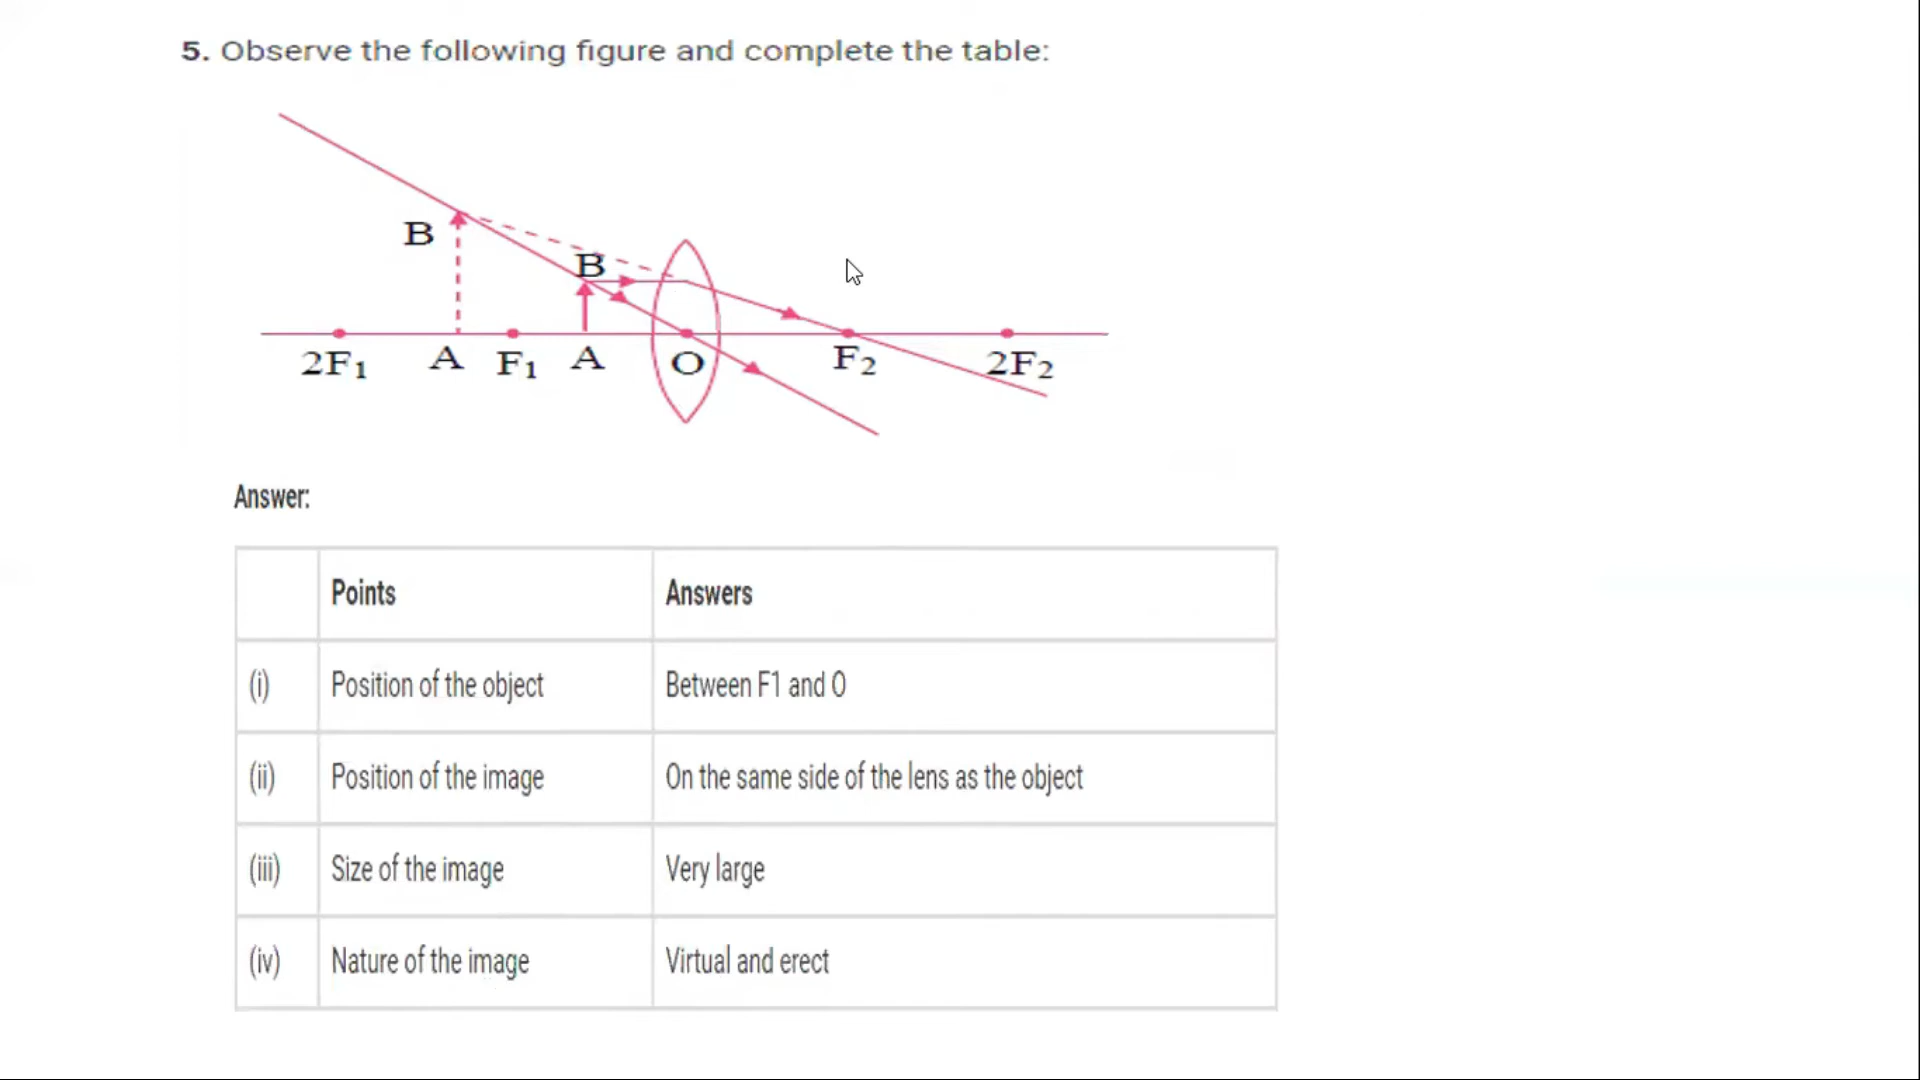 5. Observe the following figure and complete the table:
B
B
2F₁ A F₁ A O F₂ 2F₂
Answer:
Points Answers
(i) Position of the object Between F1 and O
(ii) Position of the image On the same side of the lens as the object
(iii) Size of the image Very large
(iv) Nature of the image Virtual and erect